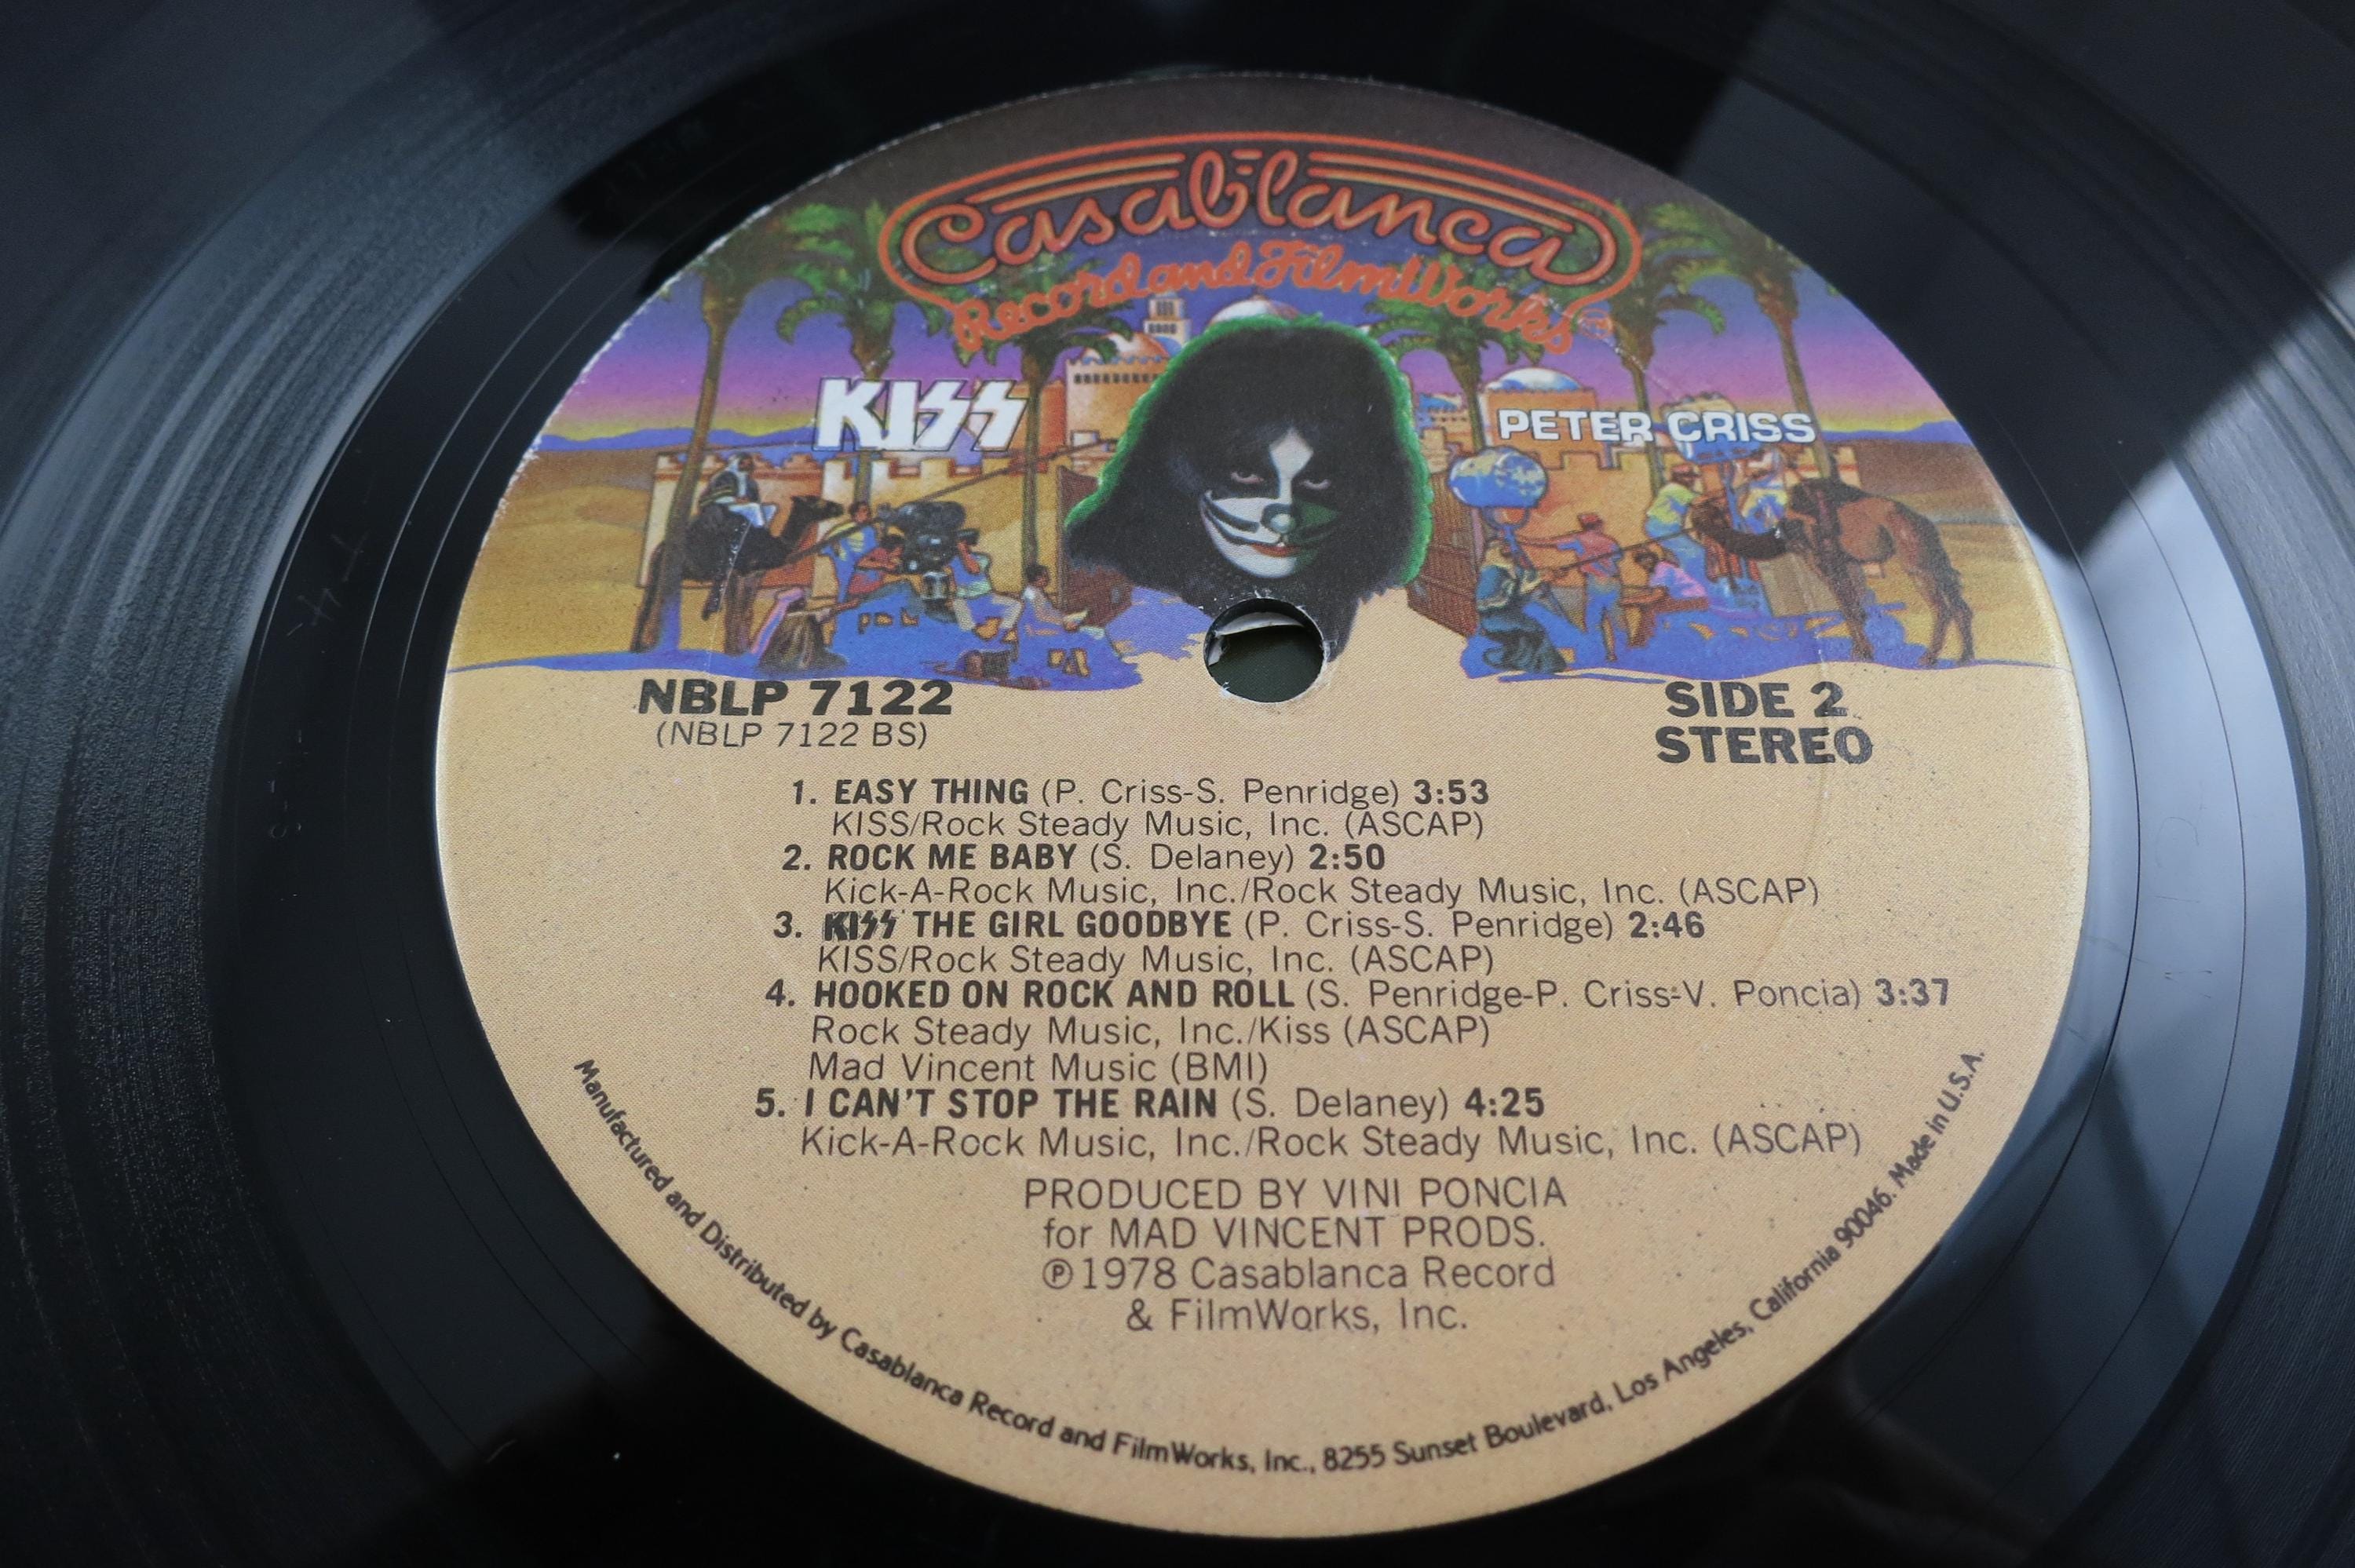 Casablanca
Record and FilmWorks
KISS
PETER CRISS
NBLP 7122
(NBLP 7122 BS)
SIDE 2
STEREO
1. EASY THING (P. Criss-S. Penridge) 3:53
KISS/Rock Steady Music, Inc. (ASCAP)
2. ROCK ME BABY (S. Delaney) 2:50
Kick-A-Rock Music, Inc./Rock Steady Music, Inc. (ASCAP)
3. KISS THE GIRL GOODBYE (P. Criss-S. Penridge) 2:46
KISS/Rock Steady Music, Inc. (ASCAP)
4. HOOKED ON ROCK AND ROLL (S. Penridge-P. Criss-V. Poncia) 3:37
Rock Steady Music, Inc./Kiss (ASCAP)
Mad Vincent Music (BMI)
5. I CAN'T STOP THE RAIN (S. Delaney) 4:25
Kick-A-Rock Music, Inc./Rock Steady Music, Inc. (ASCAP)
PRODUCED BY VINI PONCIA
for MAD VINCENT PRODS.
℗1978 Casablanca Record
& FilmWorks, Inc.
Manufactured and Distributed by Casablanca Record and FilmWorks, Inc., 8255 Sunset Boulevard, Los Angeles, California 90046. Made in U.S.A.